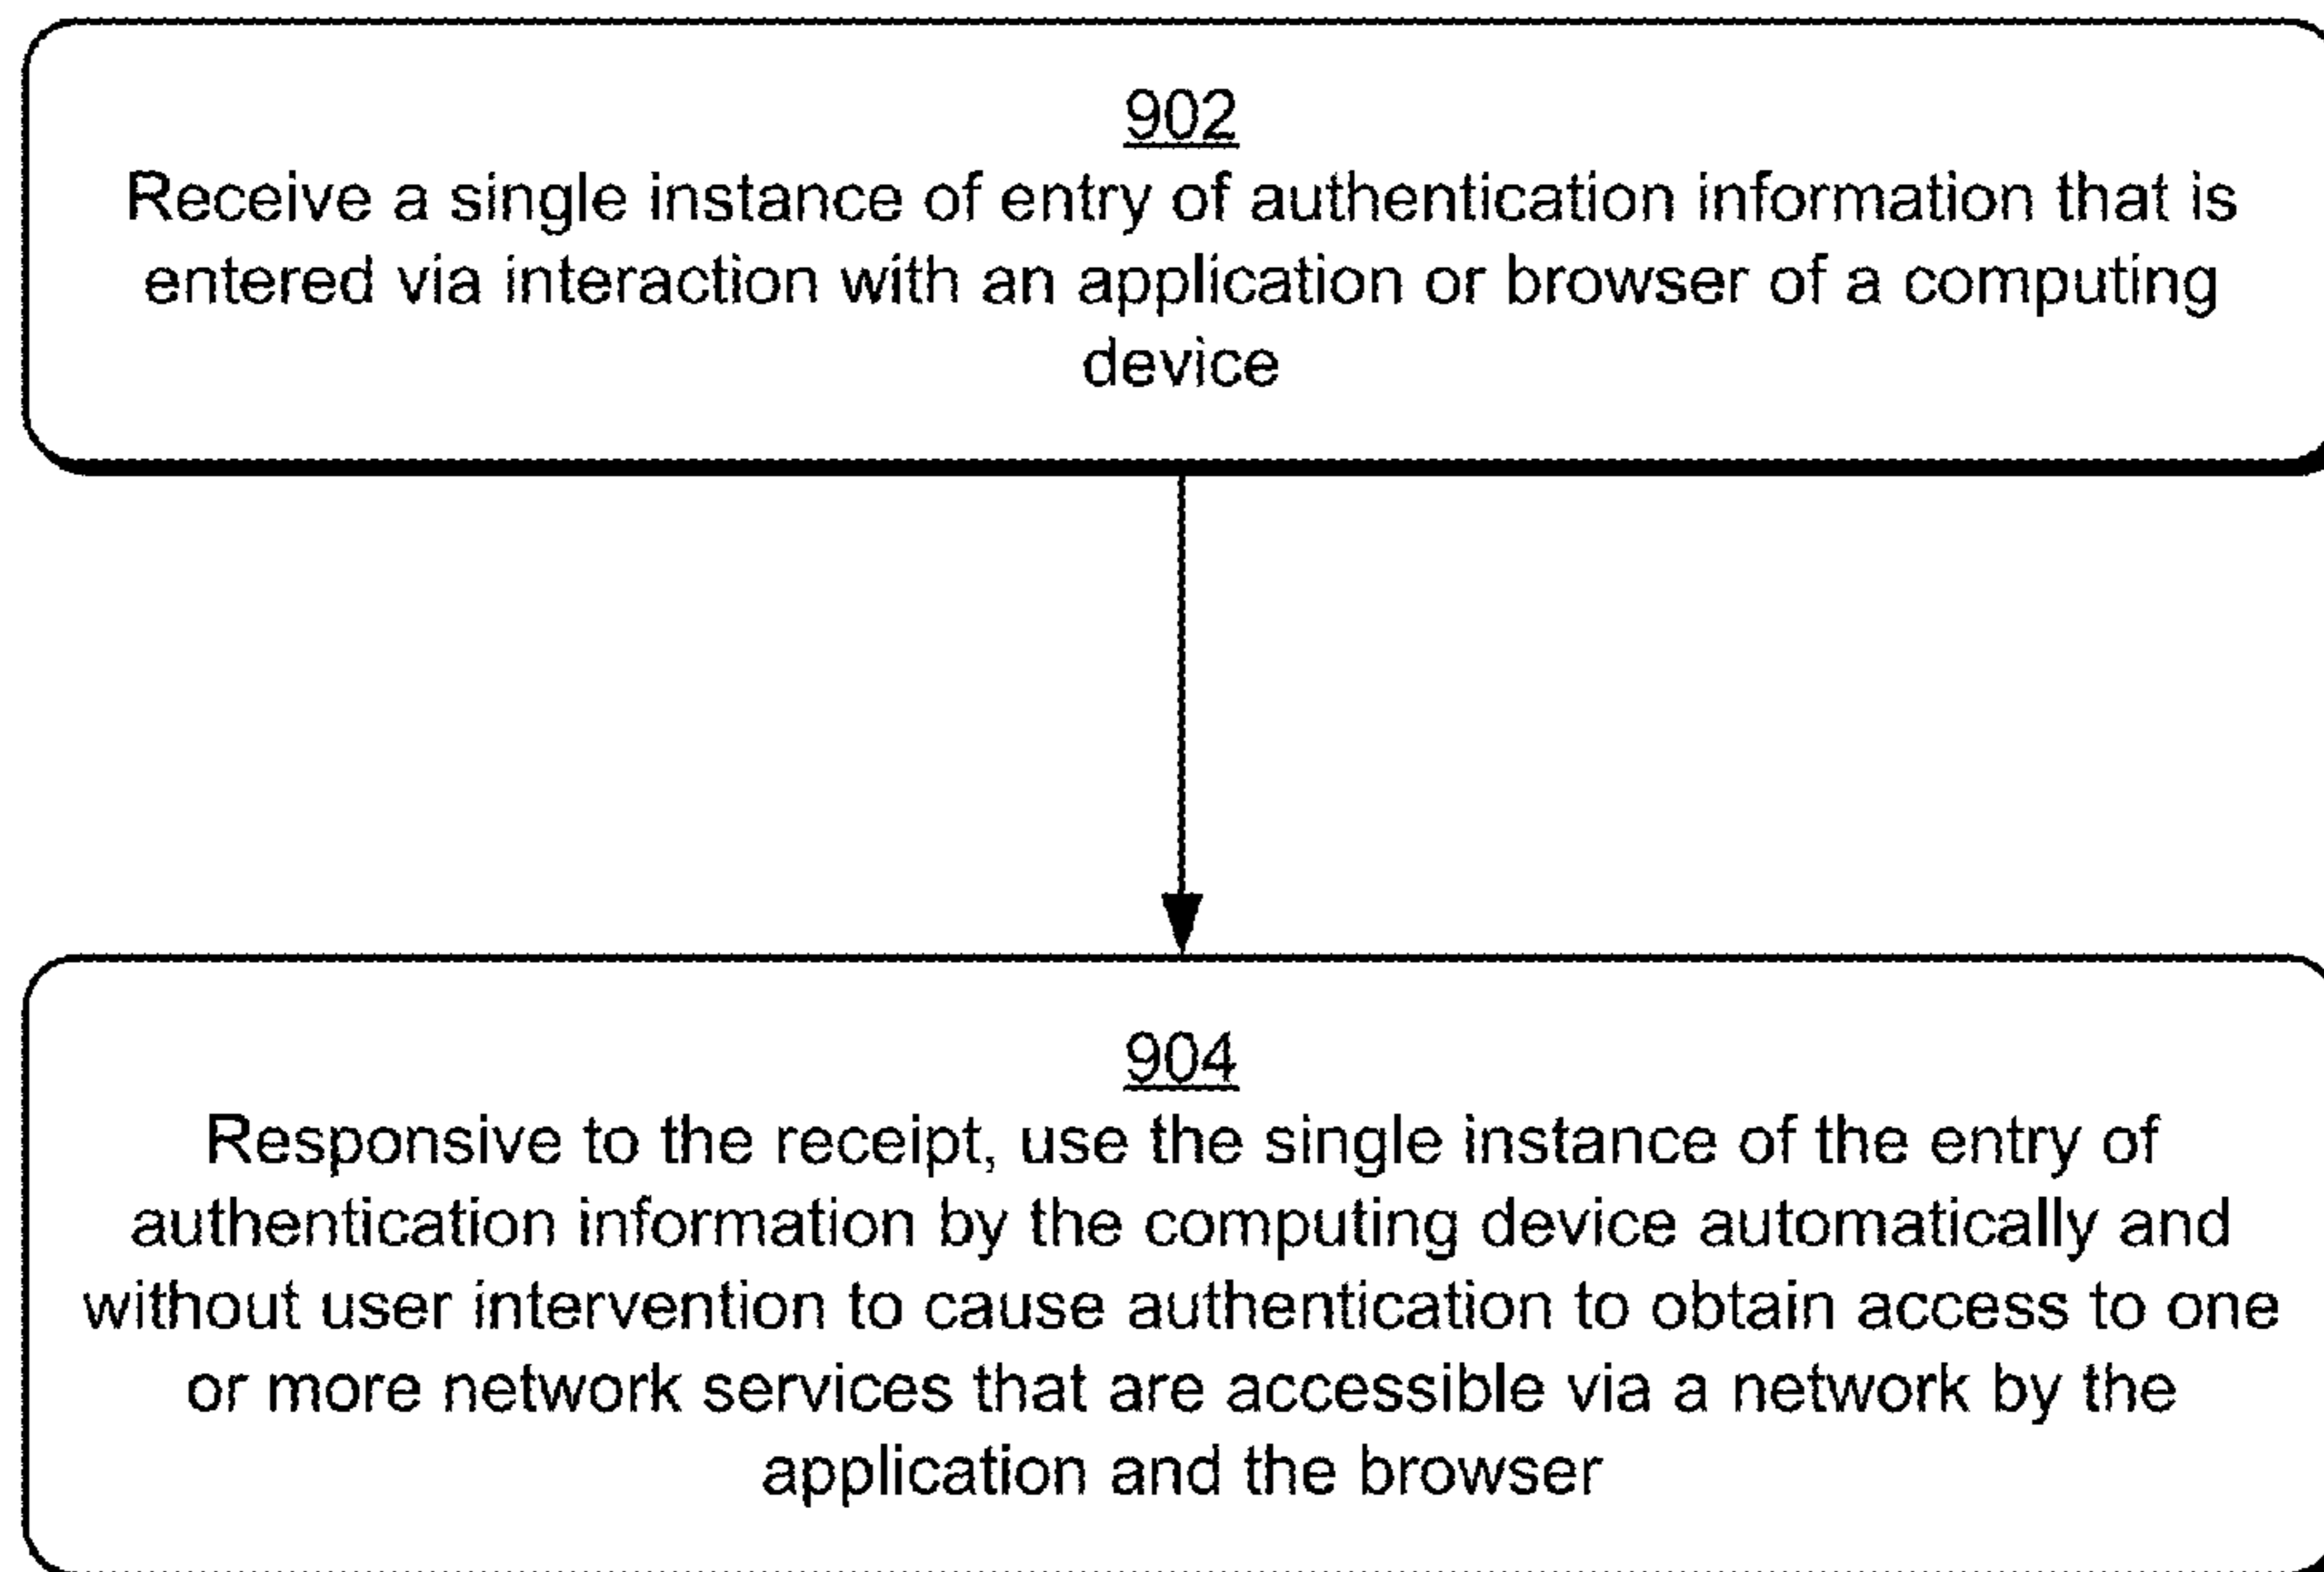 902
Receive a single instance of entry of authentication information that is
entered via interaction with an application or browser of a computing
device
904
Responsive to the receipt, use the single instance of the entry of
authentication information by the computing device automatically and
without user intervention to cause authentication to obtain access to one
or more network services that are accessible via a network by the
application and the browser